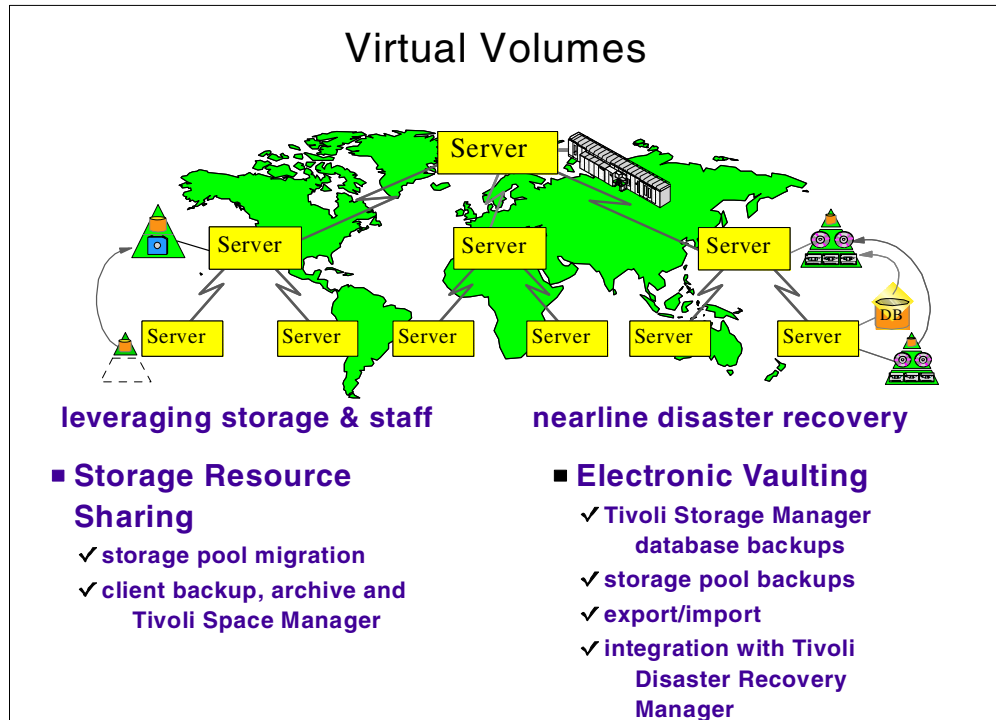 Virtual Volumes
Server
Server
Server
Server
Server
Server
Server
Server
Server
Server
DB
leveraging storage & staff
nearline disaster recovery
Storage Resource
Sharing
✓ storage pool migration
✓ client backup, archive and
Tivoli Space Manager
Electronic Vaulting
✓ Tivoli Storage Manager
database backups
✓ storage pool backups
✓ export/import
✓ integration with Tivoli
Disaster Recovery
Manager